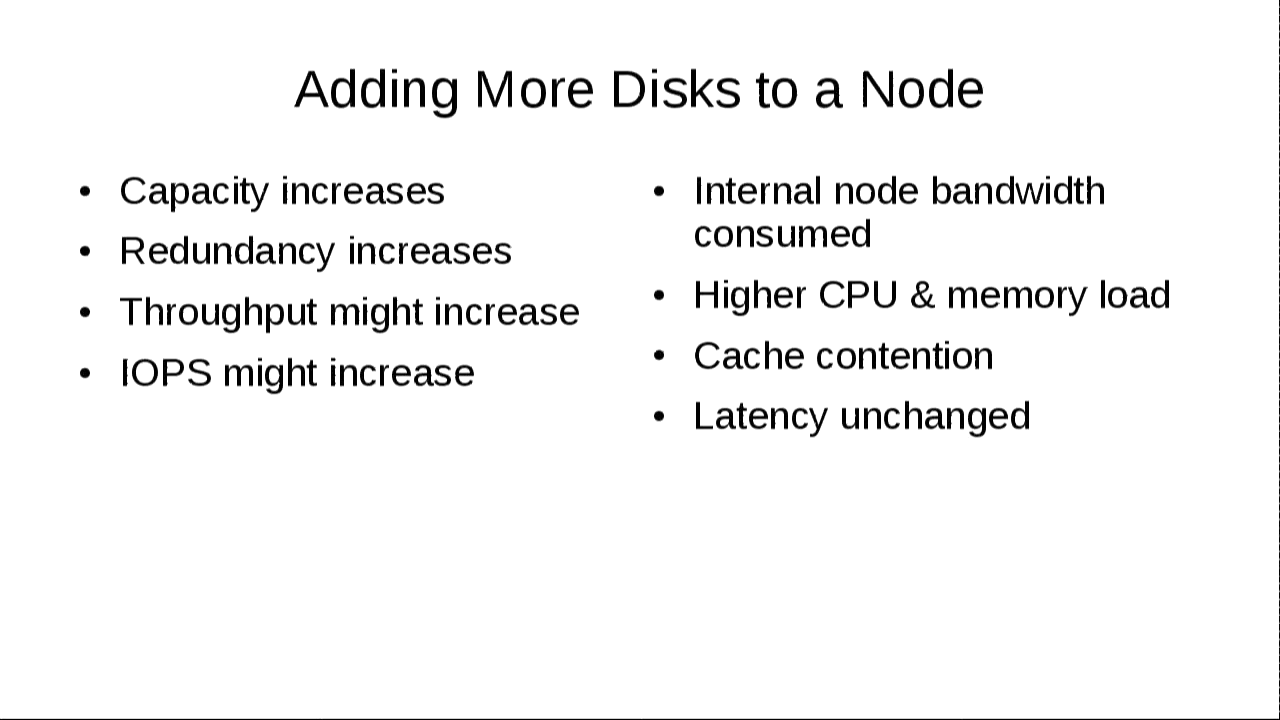 Adding More Disks to a Node
• Capacity increases
• Redundancy increases
• Throughput might increase
• IOPS might increase
• Internal node bandwidth
consumed
• Higher CPU & memory load
• Cache contention
• Latency unchanged